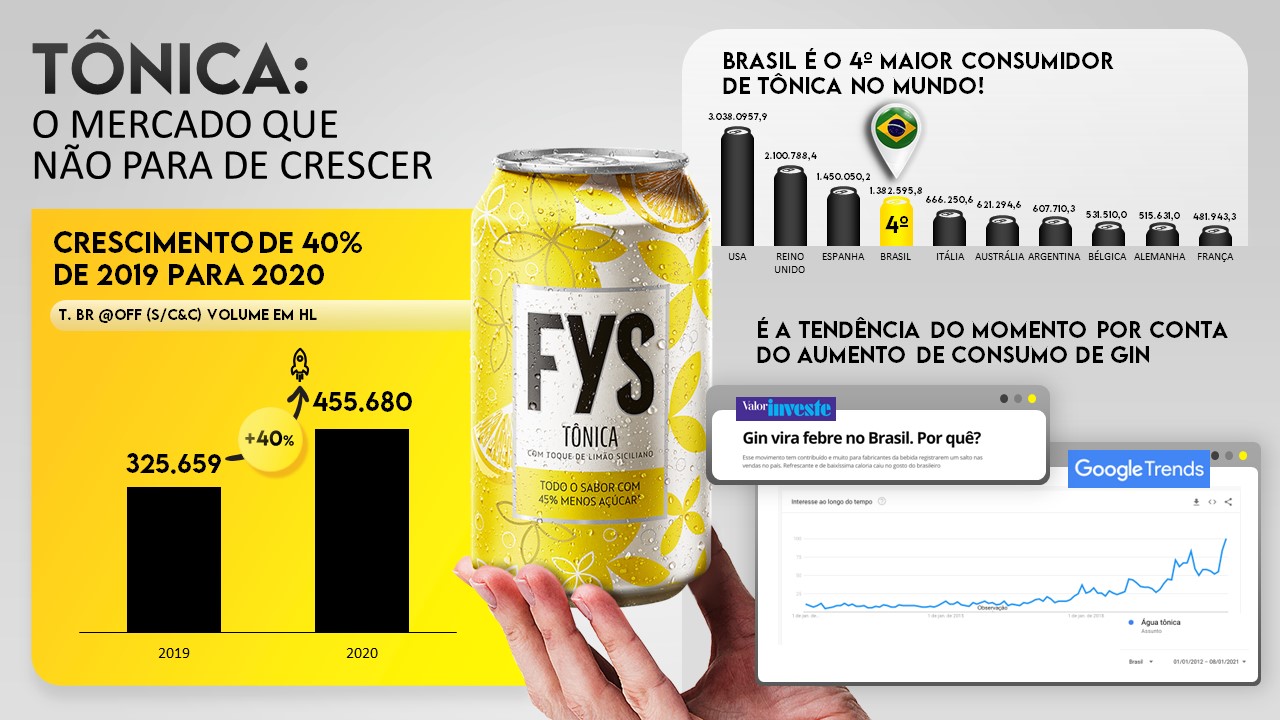 TÔNICA:
O MERCADO QUE
NÃO PARA DE CRESCER
CRESCIMENTO DE 40%
DE 2019 PARA 2020
T. BR @OFF (S/C&C) VOLUME EM HL
325.659
+40%
455.680
2019
2020
FYS
TÔNICA
COM TOQUE DE LIMÃO SICILIANO
TODO O SABOR COM
45% MENOS AÇÚCAR*
BRASIL É O 4º MAIOR CONSUMIDOR
DE TÔNICA NO MUNDO!
3.038.0957,9
2.100.788,4
1.450.050,2
1.382.595,8
666.250,6
621.294,6
607.710,3
531.510,0
515.631,0
481.943,3
4º
USA
REINO
UNIDO
ESPANHA
BRASIL
ITÁLIA
AUSTRÁLIA
ARGENTINA
BÉLGICA
ALEMANHA
FRANÇA
É A TENDÊNCIA DO MOMENTO POR CONTA
DO AUMENTO DE CONSUMO DE GIN
Valor investe
Gin vira febre no Brasil. Por quê?
Esse movimento tem contribuído e muito para fabricantes da bebida registrarem um salto nas
vendas no país. Refrescante e de baixíssima caloria caiu no gosto do brasileiro
Google Trends
Interesse ao longo do tempo
100
75
50
25
1 de jan. de..
Observação
1 de jan. de 2015
1 de jan. de 2018
Água tônica
Assunto
Brasil
01/01/2012 – 08/01/2021